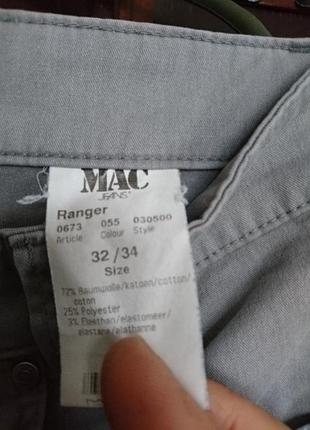 MAC
JEANS®
Ranger
0673 055 030500
Article Colour Style
32/34
Size
72% Baumwolle/katoen/cotton/
coton
25% Polyester
3% Elasthan/elastomeer/
elastane/elathanne